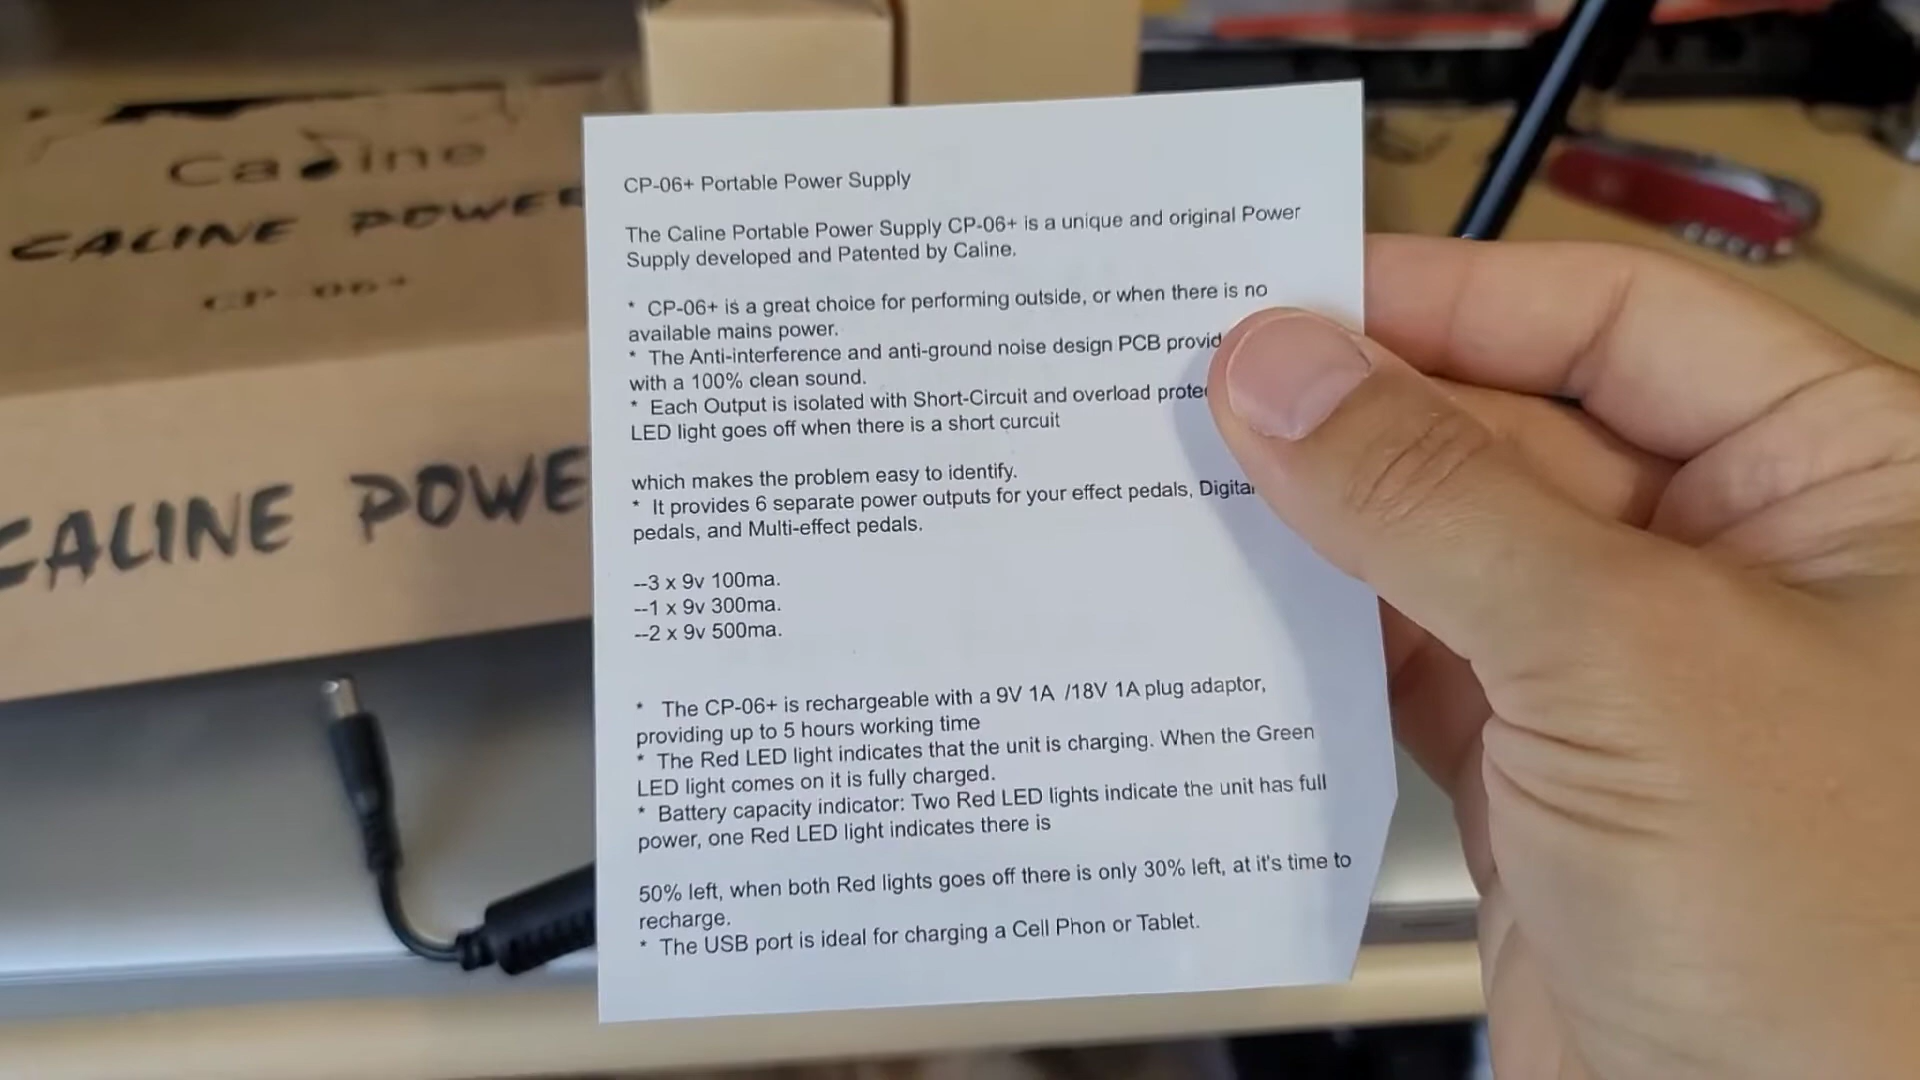 Caline
CALINE POWE
CP-06+
CALINE POWE
CP-06+ Portable Power Supply
The Caline Portable Power Supply CP-06+ is a unique and original Power
Supply developed and Patented by Caline.
* CP-06+ is a great choice for performing outside, or when there is no
available mains power.
* The Anti-interference and anti-ground noise design PCB provid
with a 100% clean sound.
* Each Output is isolated with Short-Circuit and overload prote
LED light goes off when there is a short curcuit
which makes the problem easy to identify.
* It provides 6 separate power outputs for your effect pedals, Digital
pedals, and Multi-effect pedals.
--3 x 9v 100ma.
--1 x 9v 300ma.
--2 x 9v 500ma.
* The CP-06+ is rechargeable with a 9V 1A /18V 1A plug adaptor,
providing up to 5 hours working time
* The Red LED light indicates that the unit is charging. When the Green
LED light comes on it is fully charged.
* Battery capacity indicator: Two Red LED lights indicate the unit has full
power, one Red LED light indicates there is
50% left, when both Red lights goes off there is only 30% left, at it's time to
recharge.
* The USB port is ideal for charging a Cell Phon or Tablet.